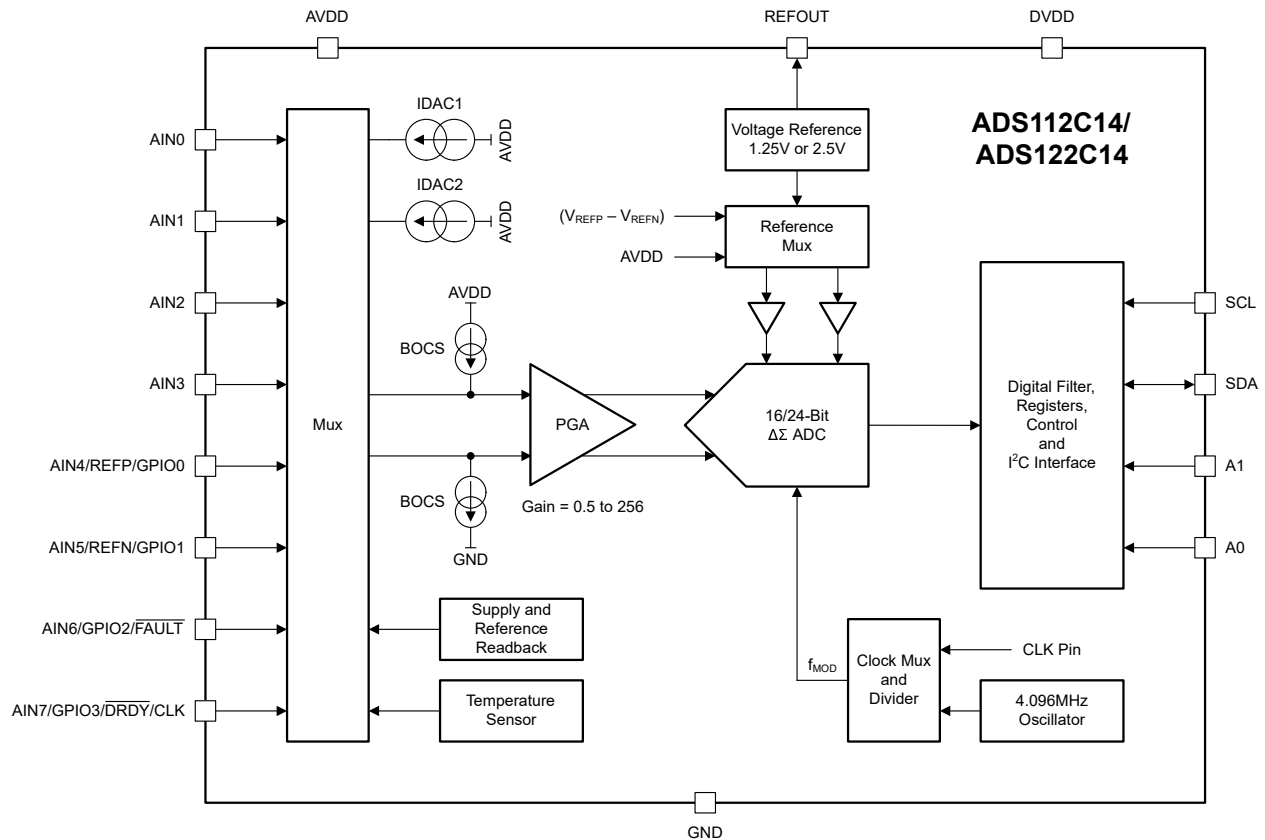 AVDD
REFOUT
DVDD
IDAC1
AVDD
IDAC2
AVDD
Voltage Reference
1.25V or 2.5V
ADS112C14/
ADS122C14
AIN0
AIN1
AIN2
AIN3
AIN4/REFP/GPIO0
AIN5/REFN/GPIO1
AIN6/GPIO2/FAULT
AIN7/GPIO3/DRDY/CLK
Mux
(VREFP – VREFN)
AVDD
Reference
Mux
AVDD
BOCS
PGA
Gain = 0.5 to 256
BOCS
GND
16/24-Bit
ΔΣ ADC
Digital Filter,
Registers,
Control
and
I²C Interface
SCL
SDA
A1
A0
Supply and
Reference
Readback
Temperature
Sensor
fMOD
Clock Mux
and
Divider
CLK Pin
4.096MHz
Oscillator
GND